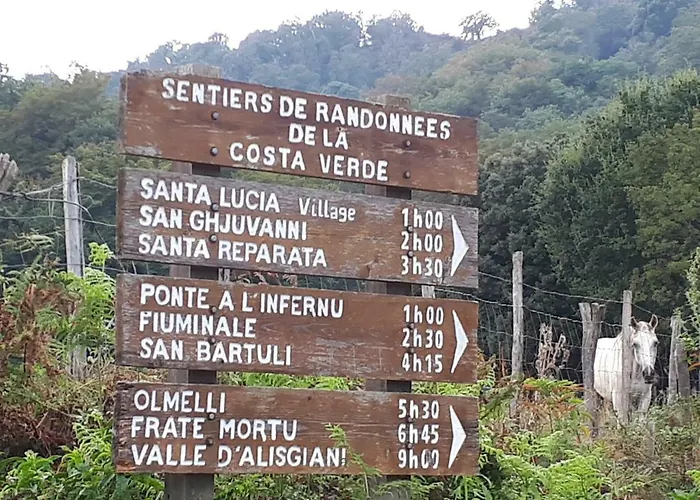 SENTIERS DE RANDONNEES
DE LA
COSTA VERDE
SANTA LUCIA Village 1h00
SAN GHJUVANNI 2h00
SANTA REPARATA 3h30
PONTE A L'INFERNU 1h00
FIUMINALE 2h30
SAN BARTULI 4h15
OLMELLI 5h30
FRATE MORTU 6h45
VALLE D'ALISGIANI 9h00